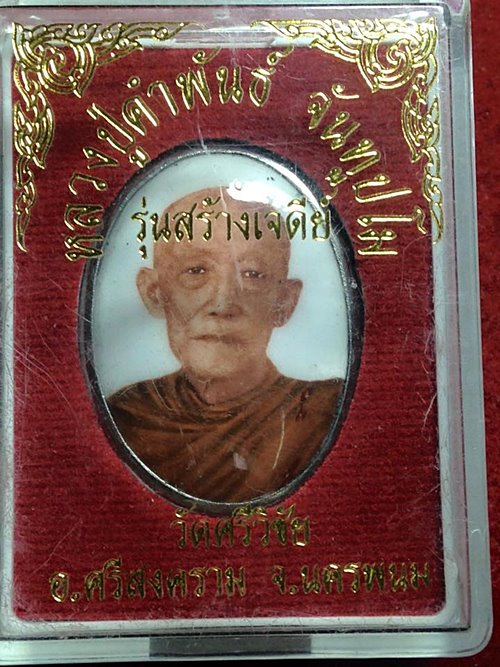 หลวงปู่คำพันธ์ จันทูปโม
รุ่นสร้างเจดีย์
วัดศรีวิชัย
อ.ศรีสงคราม จ.นครพนม